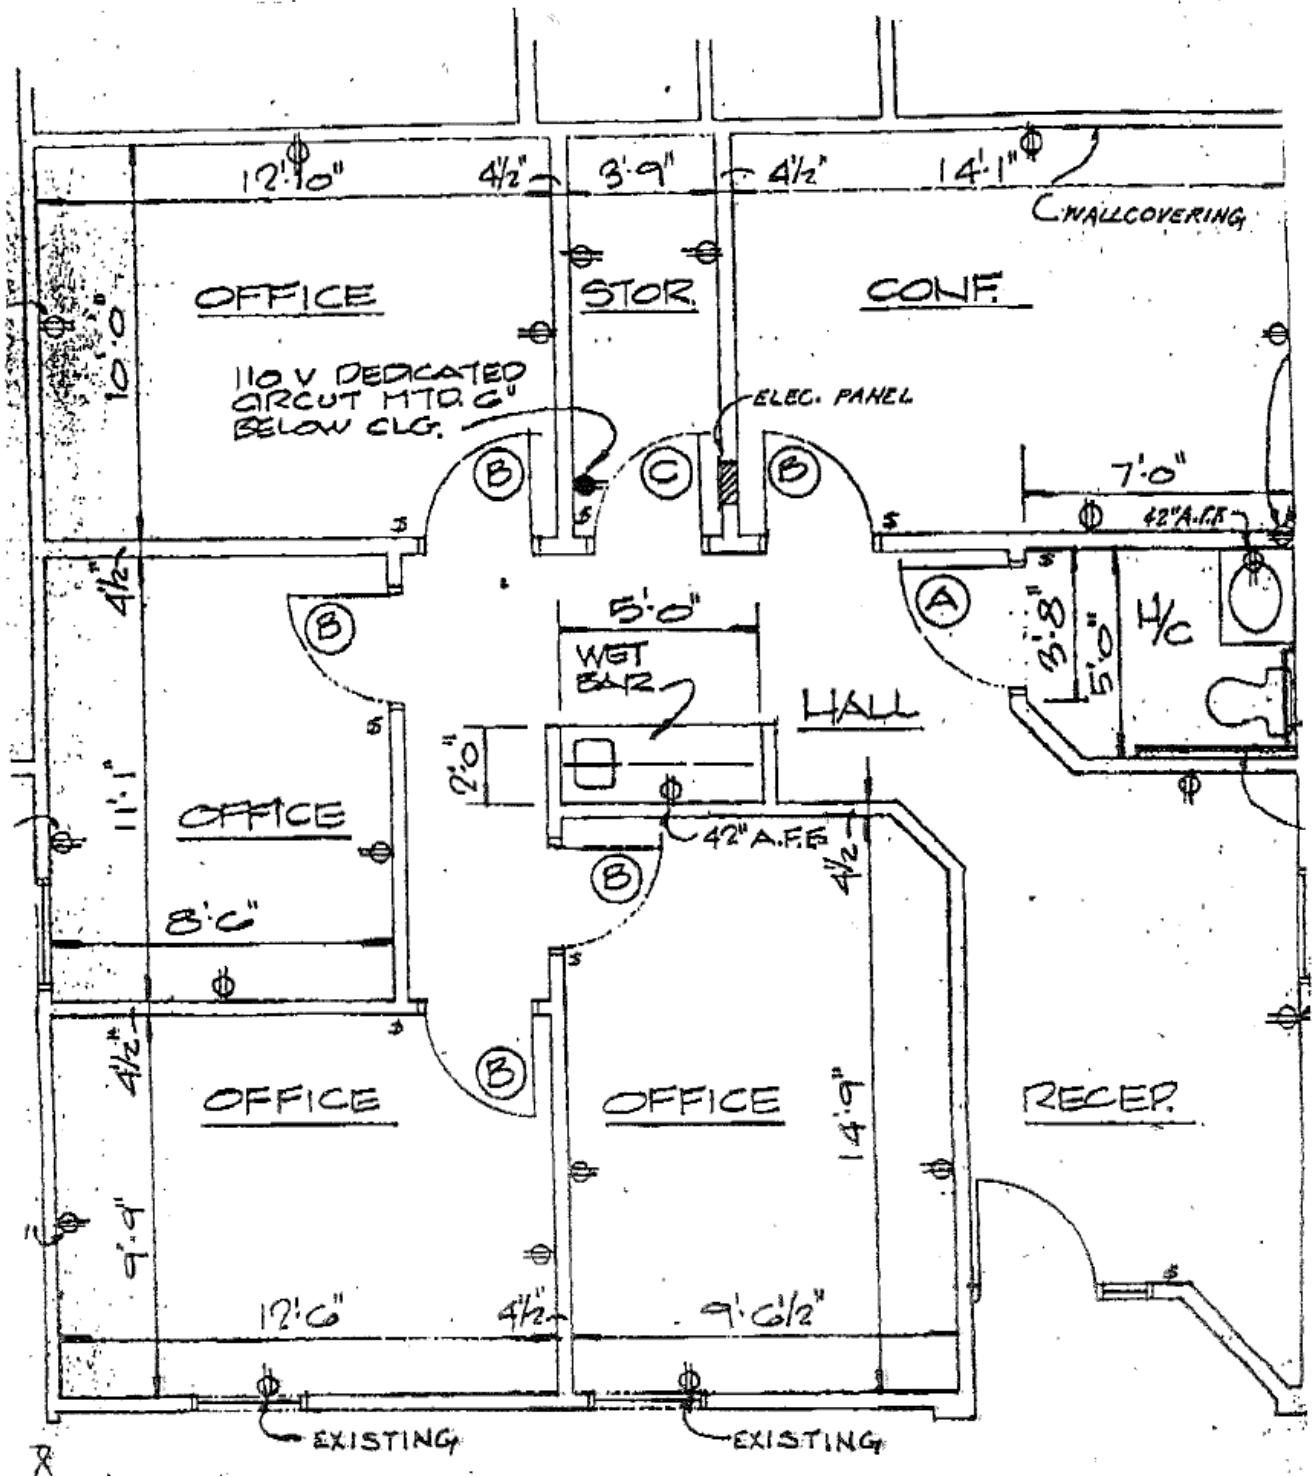 12'·10"
4½"
3'·9"
4½"
14'·1"
WALLCOVERING
OFFICE
STOR.
CONF.
10'·0"
110 V DEDICATED
CIRCUT MTD. 6"
BELOW CLG.
ELEC. PANEL
B
C
B
7'·0"
42" A.F.F.
$
$
$
4½"
B
5'·0"
A
$
3'·8"
5'·0"
H/C
WET
BAR
HALL
$
2'·0"
11'·1"
OFFICE
42" A.F.F.
4½"
B
8'·6"
$
$
4½"
B
OFFICE
OFFICE
14'·9"
RECEP.
9'·9"
$
12'·6"
4½"
9'·6½"
EXISTING
EXISTING